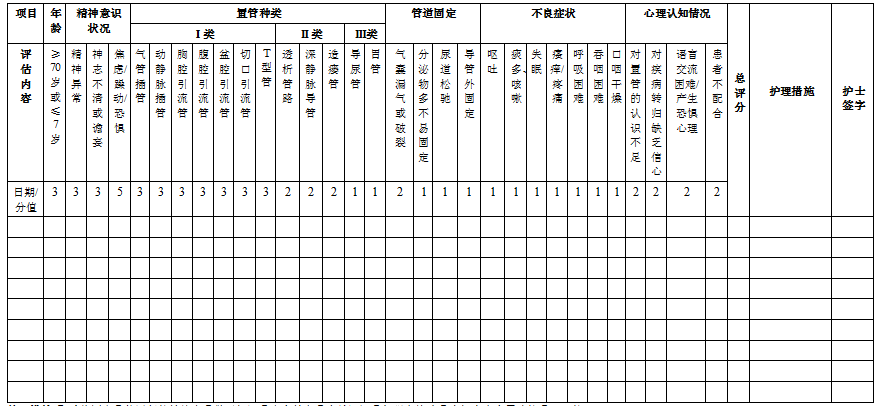 项目 年龄 精神意识状况 置管种类 管道固定 不良症状 心理认知情况 总评分 护理措施 护士签字
Ⅰ类 Ⅱ类 Ⅲ类
评估内容
≥70岁或≤7岁
精神异常
神志不清或谵妄
焦虑/躁动/恐惧
气管插管
动静脉插管
胸腔引流管
腹腔引流管
盆腔引流管
切口引流管
T型管
透析管路
深静脉导管
造瘘管
导尿管
胃管
气囊漏气或破裂
分泌物多不易固定
尿道松驰
导管外固定
呕吐
痰多、咳嗽
失眠
瘙痒/疼痛
呼吸困难
吞咽困难
口咽干燥
对置管的认识不足
对疾病转归缺乏信心
语言交流困难/产生恐惧心理
患者不配合
日期/分值 3 3 3 5 3 3 3 3 3 3 3 2 2 2 1 1 2 1 1 1 1 1 1 1 1 1 1 2 2 2 2